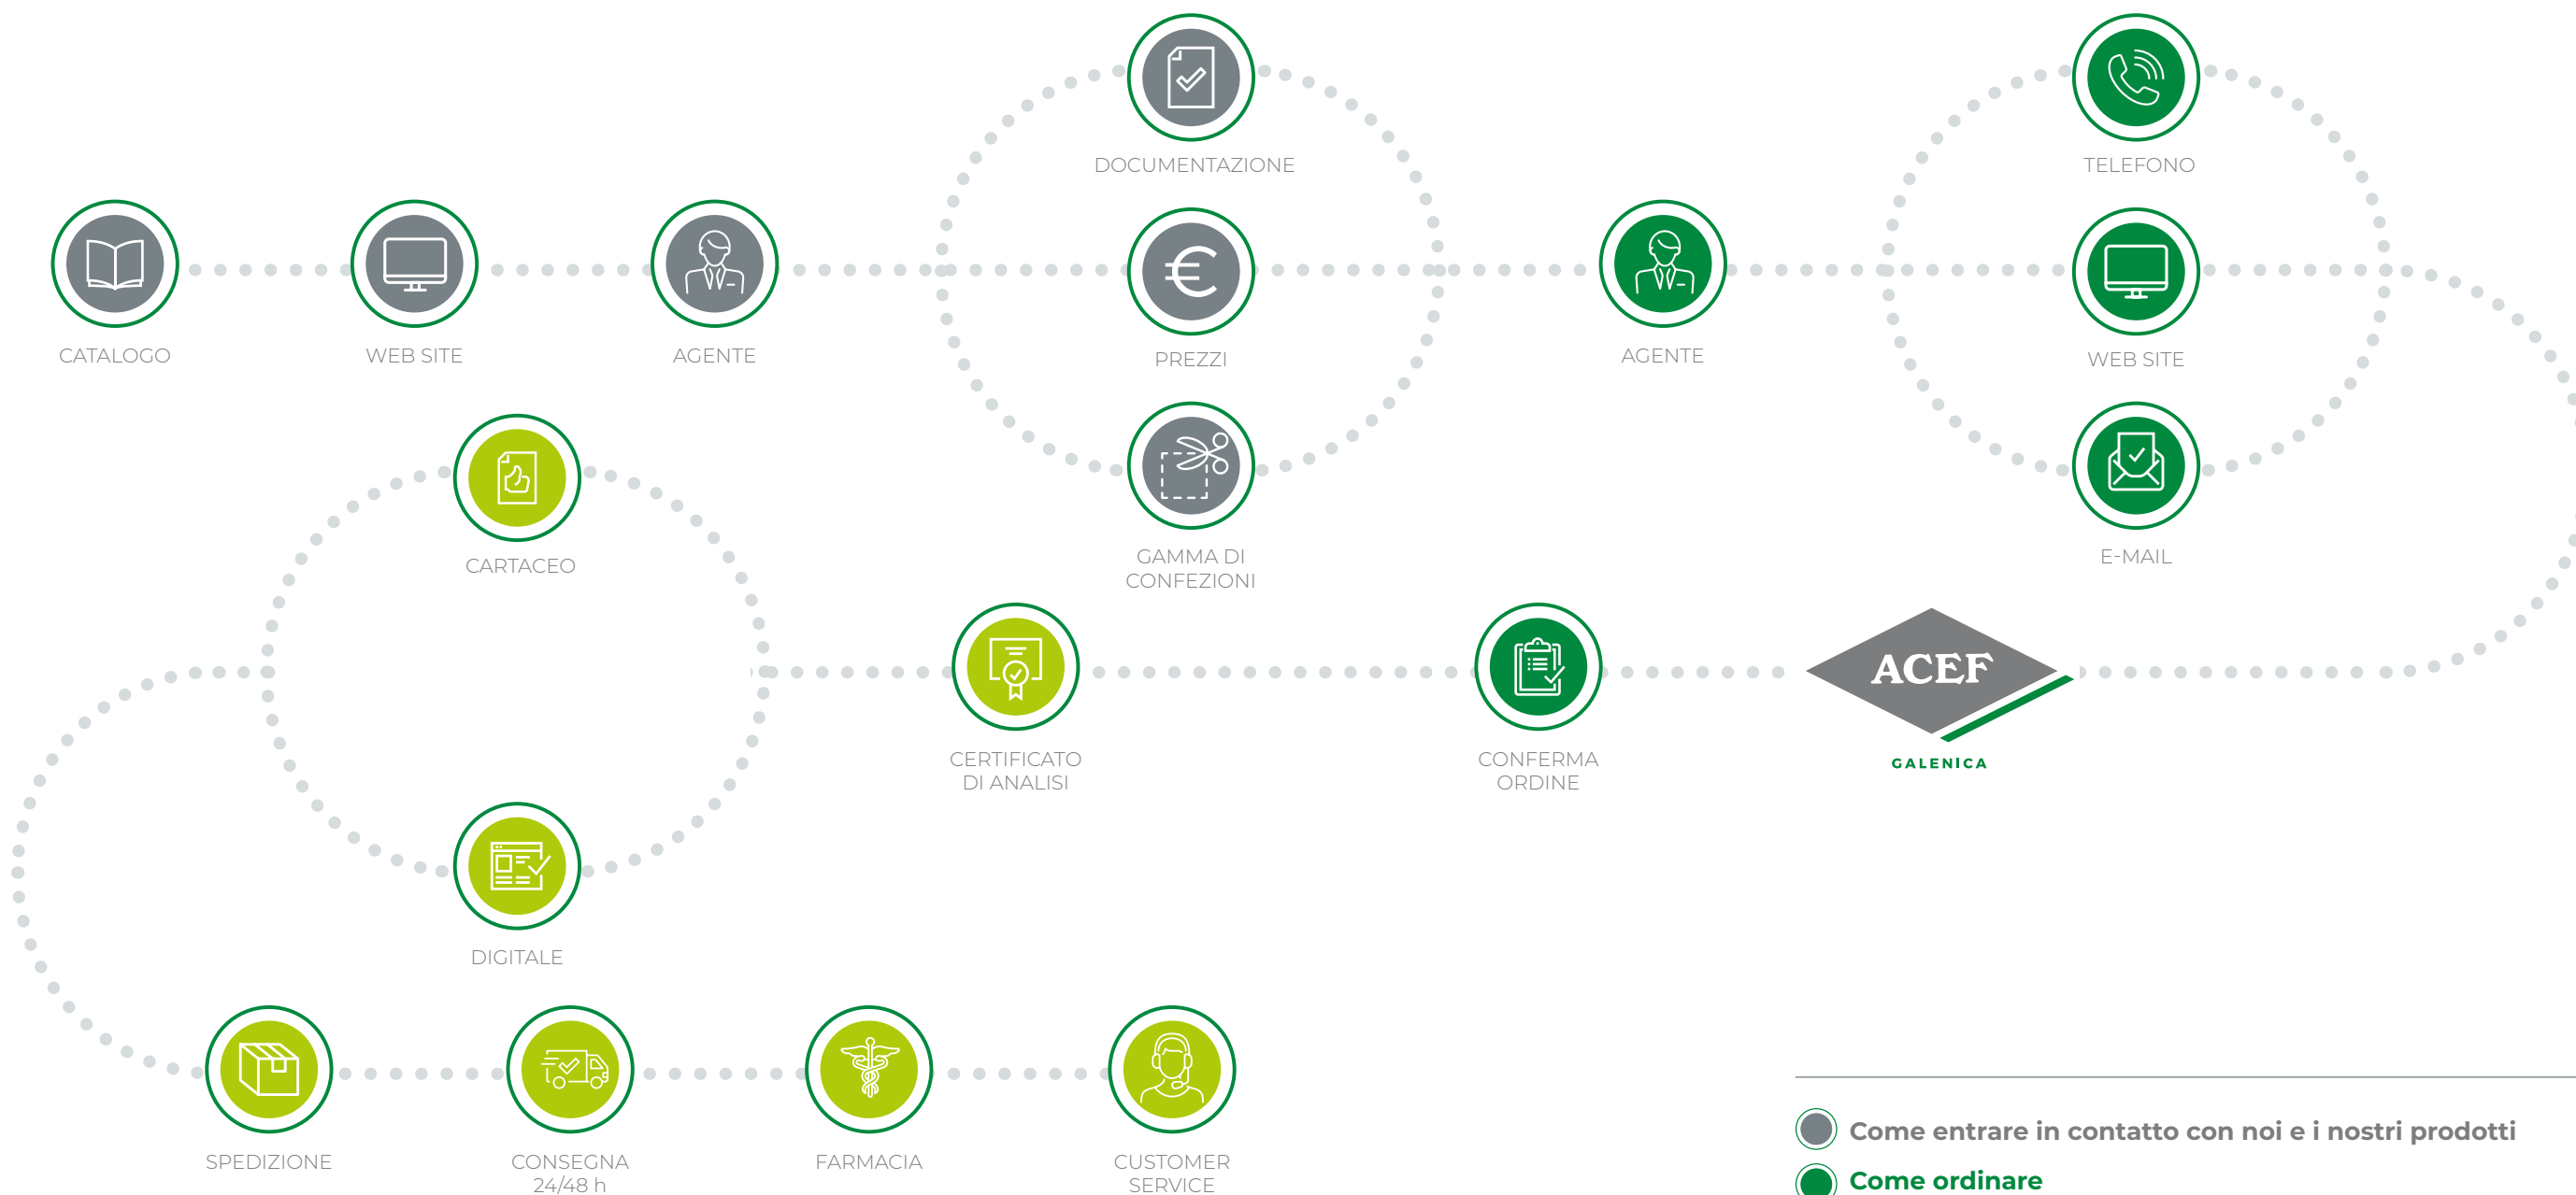 DOCUMENTAZIONE
TELEFONO
CATALOGO
WEB SITE
AGENTE
PREZZI
AGENTE
WEB SITE
CARTACEO
GAMMA DI
CONFEZIONI
E-MAIL
ACEF
GALENICA
CONFERMA
ORDINE
CERTIFICATO
DI ANALISI
DIGITALE
SPEDIZIONE
CONSEGNA
24/48 h
FARMACIA
CUSTOMER
SERVICE
Come entrare in contatto con noi e i nostri prodotti
Come ordinare